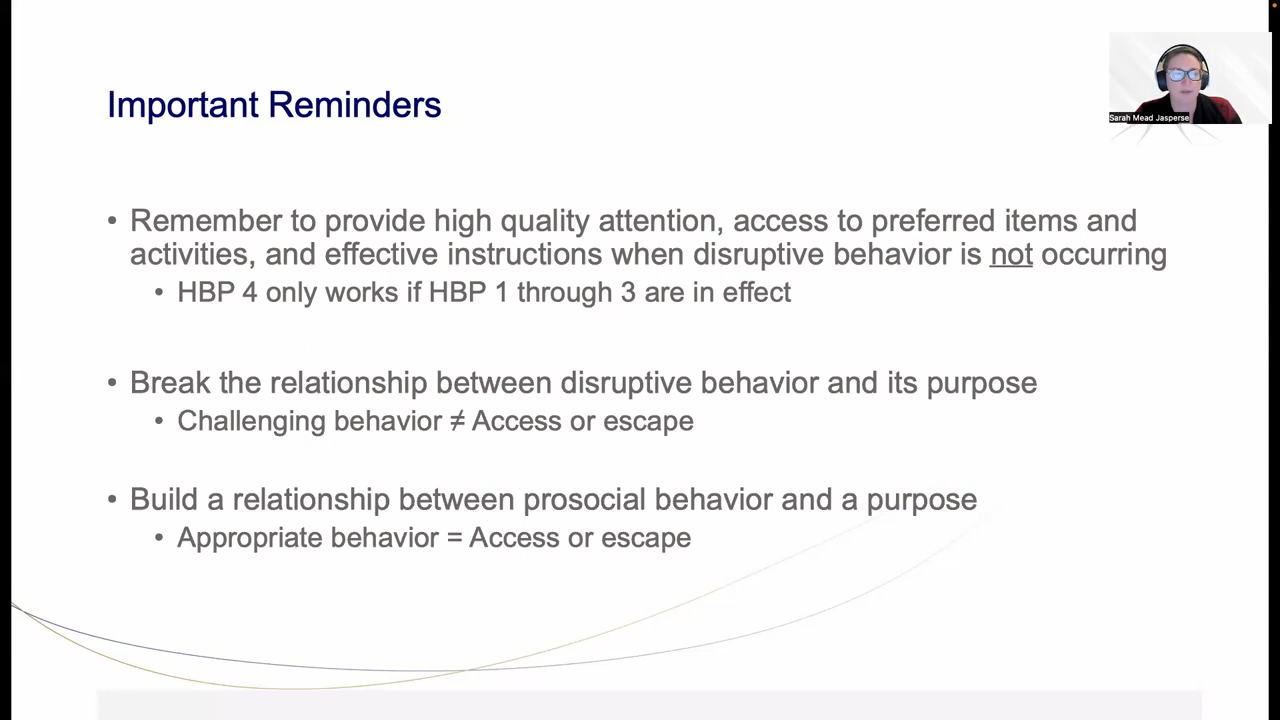 Important Reminders
Sarah Mead Jasperse
• Remember to provide high quality attention, access to preferred items and
activities, and effective instructions when disruptive behavior is not occurring
• HBP 4 only works if HBP 1 through 3 are in effect
• Break the relationship between disruptive behavior and its purpose
• Challenging behavior ≠ Access or escape
• Build a relationship between prosocial behavior and a purpose
• Appropriate behavior = Access or escape